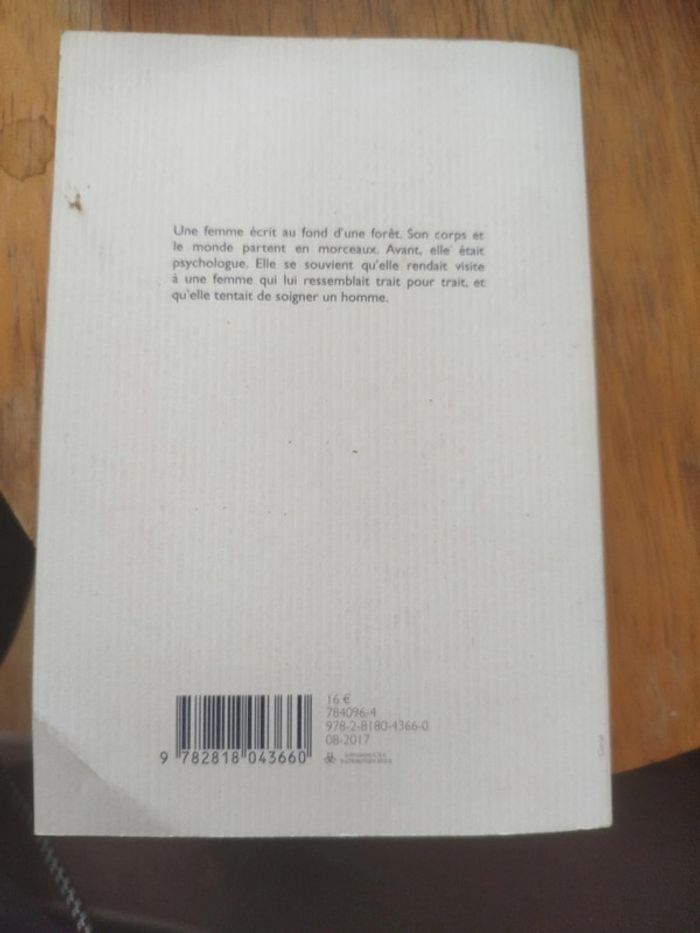 Une femme écrit au fond d'une forêt. Son corps et
le monde partent en morceaux. Avant, elle était
psychologue. Elle se souvient qu'elle rendait visite
à une femme qui lui ressemblait trait pour trait, et
qu'elle tentait de soigner un homme.
16 €
784096-4
978-2-8180-4366-0
08-2017
9 782818 043660